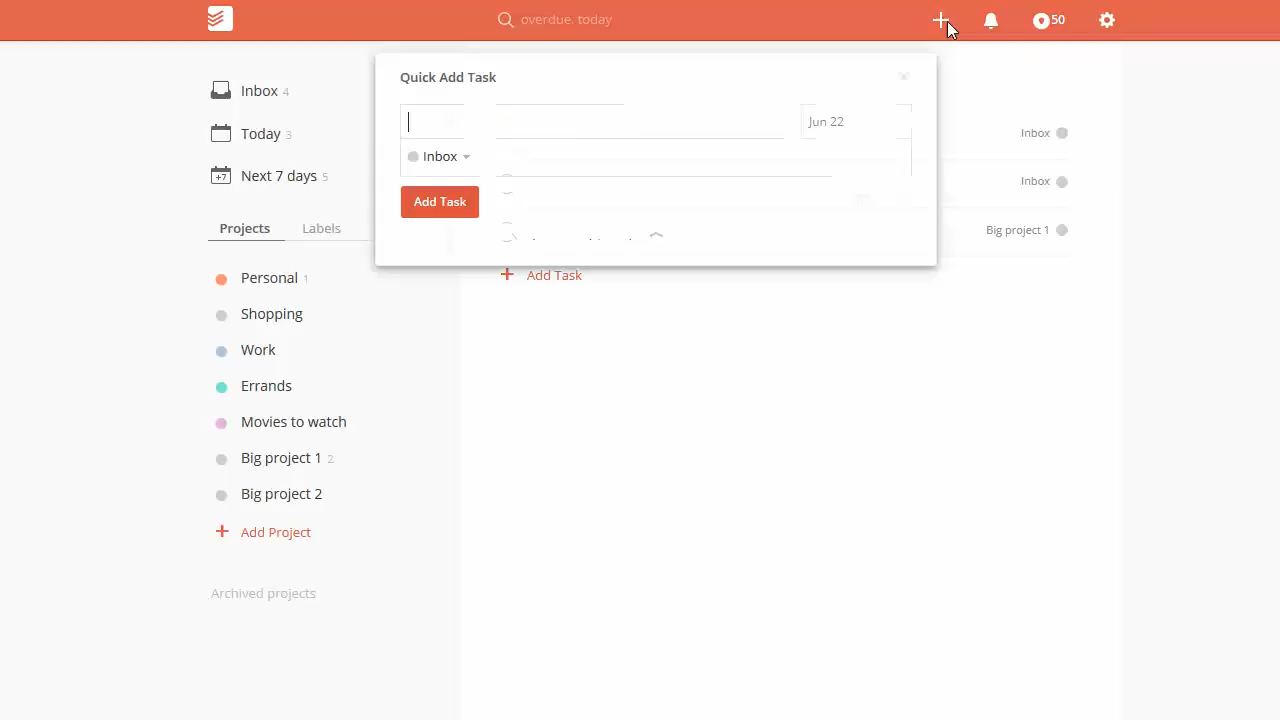 overdue. today
50
Quick Add Task
Jun 22
Inbox
Add Task
Inbox 4
Today 3
+7 Next 7 days 5
Projects Labels
Personal 1
Shopping
Work
Errands
Movies to watch
Big project 1 2
Big project 2
+ Add Project
Archived projects
Inbox
Inbox
Big project 1
+ Add Task